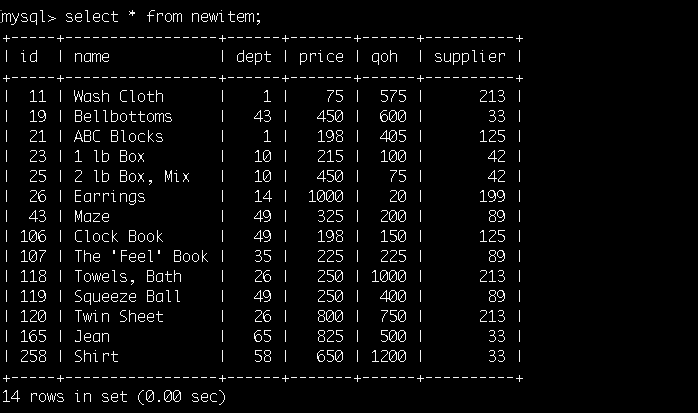 mysql> select * from newitem;
+-----+-----------------+------+-------+------+----------+
| id  | name            | dept | price | qoh  | supplier |
+-----+-----------------+------+-------+------+----------+
|  11 | Wash Cloth      |    1 |    75 |  575 |      213 |
|  19 | Bellbottoms     |   43 |   450 |  600 |       33 |
|  21 | ABC Blocks      |    1 |   198 |  405 |      125 |
|  23 | 1 lb Box        |   10 |   215 |  100 |       42 |
|  25 | 2 lb Box, Mix   |   10 |   450 |   75 |       42 |
|  26 | Earrings        |   14 |  1000 |   20 |      199 |
|  43 | Maze            |   49 |   325 |  200 |       89 |
| 106 | Clock Book      |   49 |   198 |  150 |      125 |
| 107 | The 'Feel' Book |   35 |   225 |  225 |       89 |
| 118 | Towels, Bath    |   26 |   250 | 1000 |      213 |
| 119 | Squeeze Ball    |   49 |   250 |  400 |       89 |
| 120 | Twin Sheet      |   26 |   800 |  750 |      213 |
| 165 | Jean            |   65 |   825 |  500 |       33 |
| 258 | Shirt           |   58 |   650 | 1200 |       33 |
+-----+-----------------+------+-------+------+----------+
14 rows in set (0.00 sec)